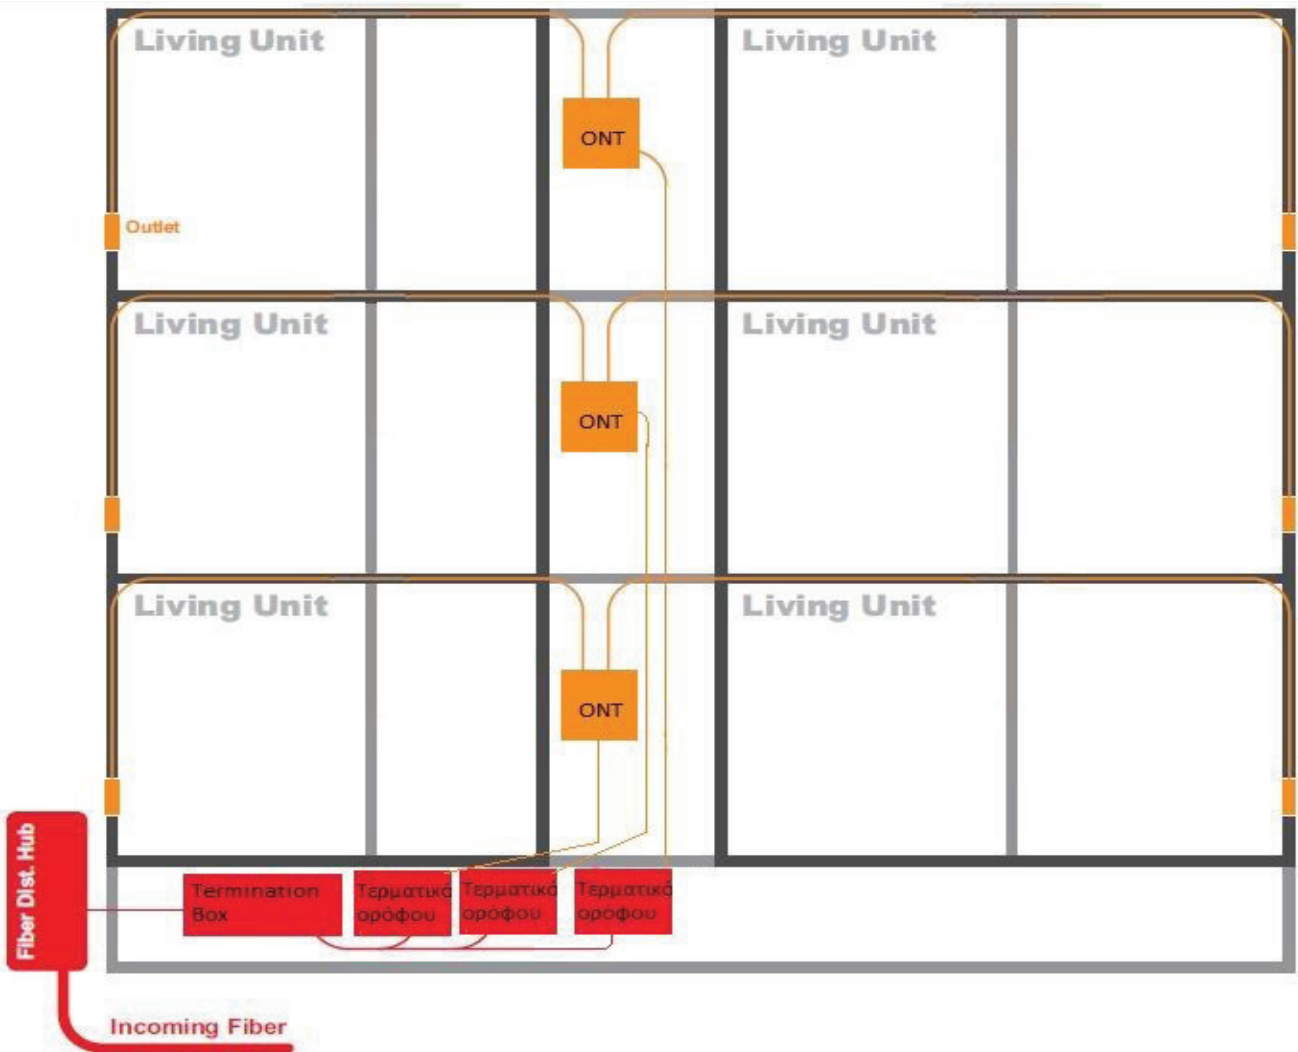 Living Unit
Living Unit
ONT
Outlet
Living Unit
Living Unit
ONT
Living Unit
Living Unit
ONT
Fiber Dist. Hub
Termination
Box
Τερματικό
ορόφου
Τερματικό
ορόφου
Τερματικό
ορόφου
Incoming Fiber